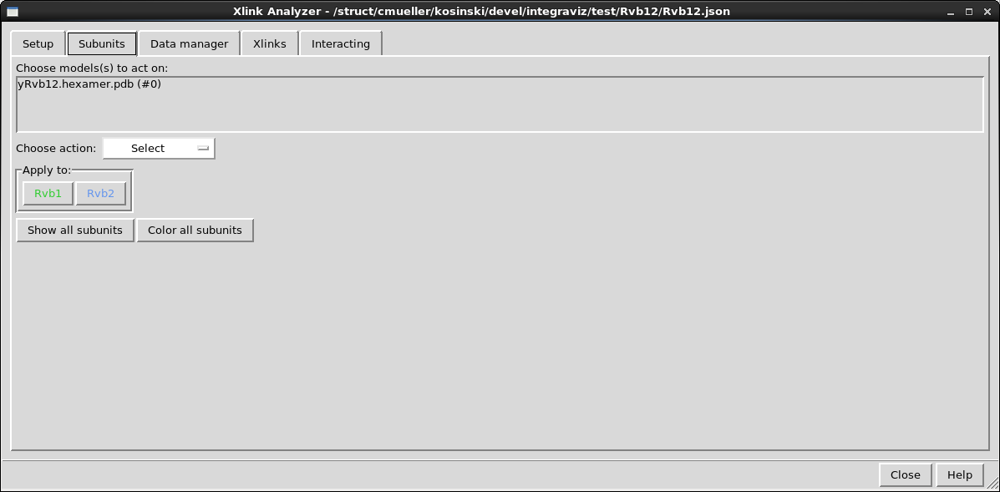 Xlink Analyzer - /struct/cmueller/kosinski/devel/integraviz/test/Rvb12/Rvb12.json
Setup Subunits Data manager Xlinks Interacting
Choose models(s) to act on:
yRvb12.hexamer.pdb (#0)
Choose action: Select
Apply to:
Rvb1 Rvb2
Show all subunits Color all subunits
Close Help